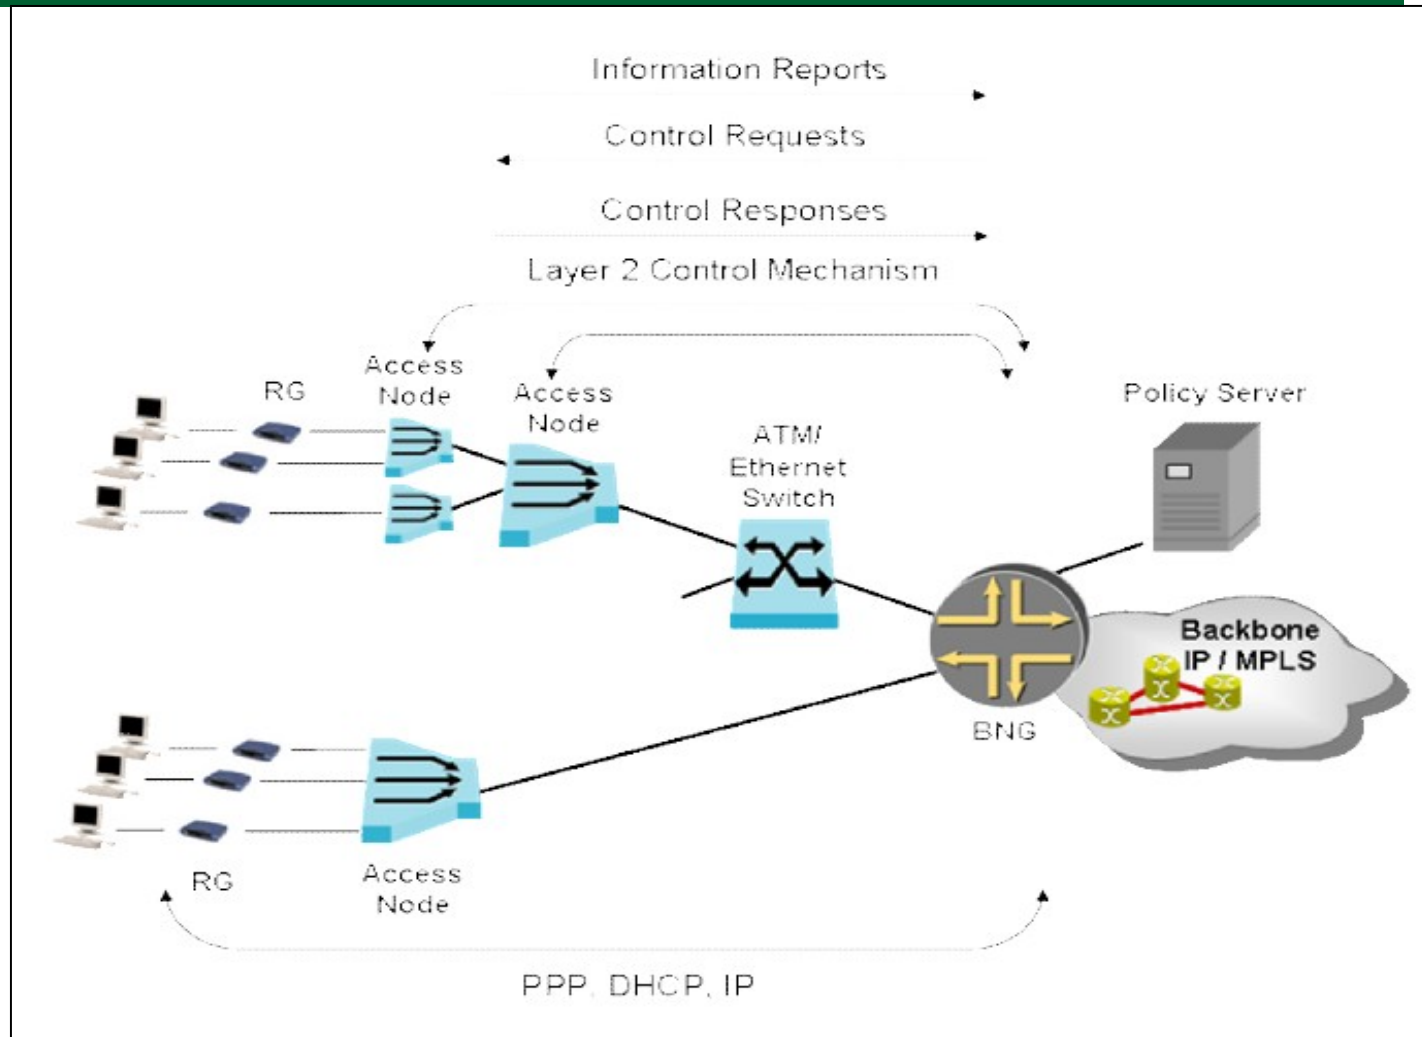 Information Reports
Control Requests
Control Responses
Layer 2 Control Mechanism
Access
Node
RG
Access
Node
Policy Server
ATM/
Ethernet
Switch
Backbone
IP / MPLS
BNG
RG
Access
Node
PPP, DHCP, IP